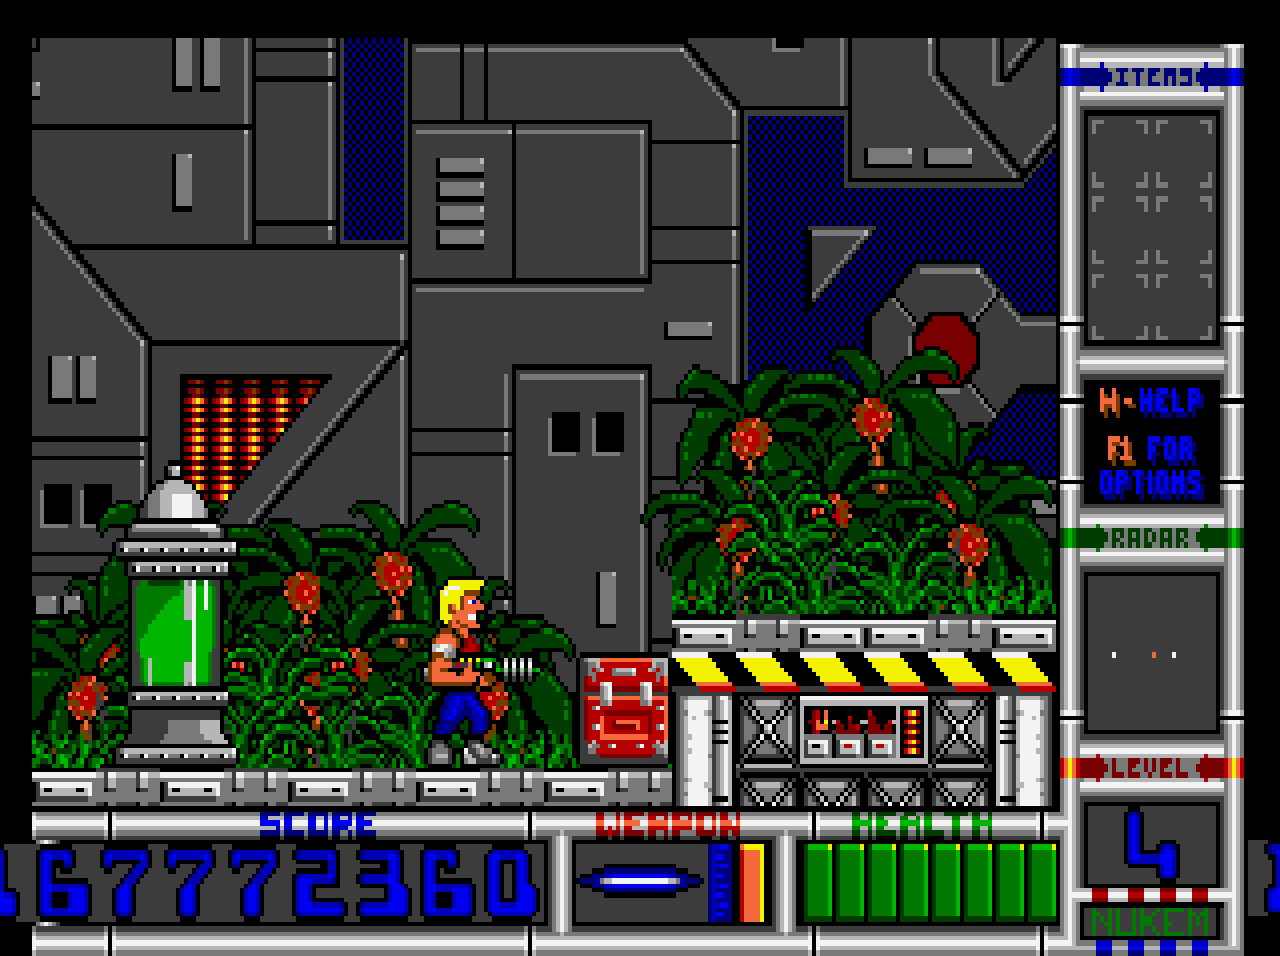 ITEMS
H-HELP
F1 FOR
OPTIONS
RADAR
LEVEL
SCORE WEAPON HEALTH
167772360
4
NUKEM